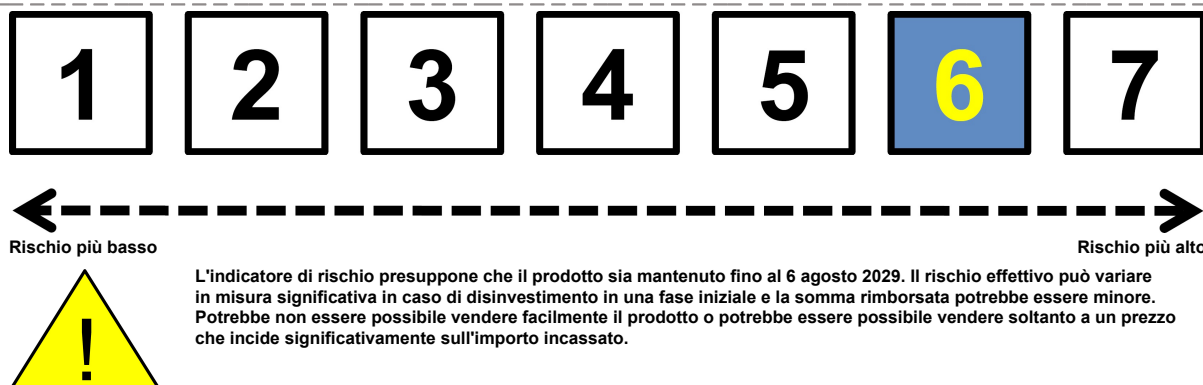 1 2 3 4 5 6 7
Rischio più basso Rischio più alto
L'indicatore di rischio presuppone che il prodotto sia mantenuto fino al 6 agosto 2029. Il rischio effettivo può variare
in misura significativa in caso di disinvestimento in una fase iniziale e la somma rimborsata potrebbe essere minore.
Potrebbe non essere possibile vendere facilmente il prodotto o potrebbe essere possibile vendere soltanto a un prezzo
che incide significativamente sull'importo incassato.
!